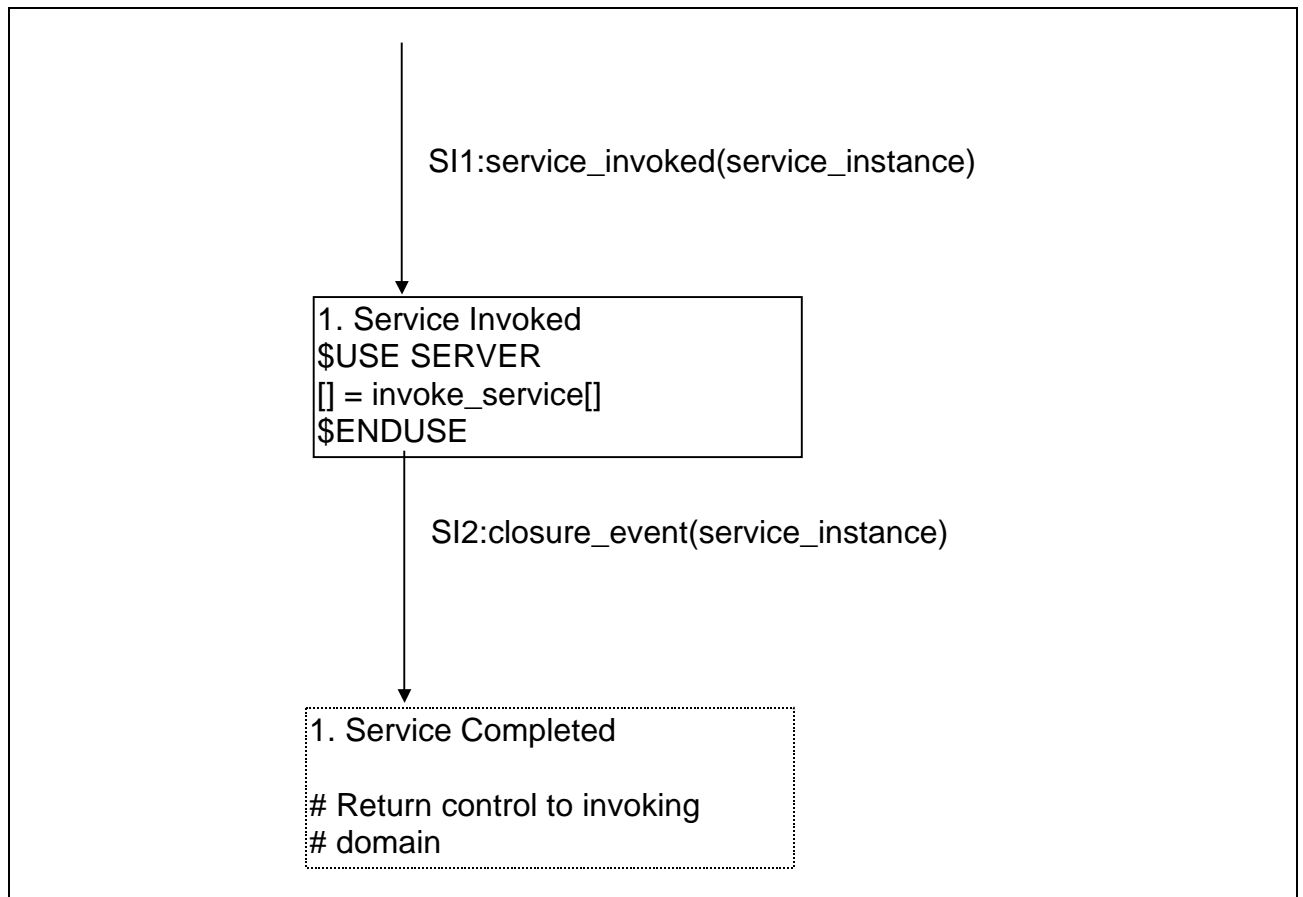 SI1:service_invoked(service_instance)
1. Service Invoked
$USE SERVER
[] = invoke_service[]
$ENDUSE
SI2:closure_event(service_instance)
1. Service Completed
# Return control to invoking
# domain